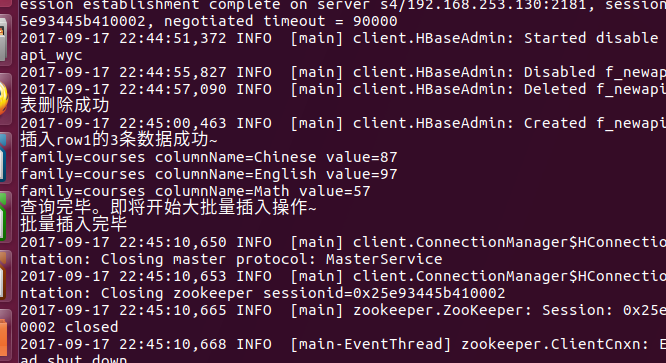 ession establishment complete on server s4/192.168.253.130:2181, session
5e93445b410002, negotiated timeout = 90000
2017-09-17 22:44:51,372 INFO  [main] client.HBaseAdmin: Started disable
api_wyc
2017-09-17 22:44:55,827 INFO  [main] client.HBaseAdmin: Disabled f_newapi
2017-09-17 22:44:57,090 INFO  [main] client.HBaseAdmin: Deleted f_newapi
表删除成功
2017-09-17 22:45:00,463 INFO  [main] client.HBaseAdmin: Created f_newapi
插入row1的3条数据成功~
family=courses columnName=Chinese value=87
family=courses columnName=English value=97
family=courses columnName=Math value=57
查询完毕。即将开始大批量插入操作~
批量插入完毕
2017-09-17 22:45:10,650 INFO  [main] client.ConnectionManager$HConnectio
ntation: Closing master protocol: MasterService
2017-09-17 22:45:10,653 INFO  [main] client.ConnectionManager$HConnectio
ntation: Closing zookeeper sessionid=0x25e93445b410002
2017-09-17 22:45:10,665 INFO  [main] zookeeper.ZooKeeper: Session: 0x25e
0002 closed
2017-09-17 22:45:10,668 INFO  [main-EventThread] zookeeper.ClientCnxn: E
ad shut down